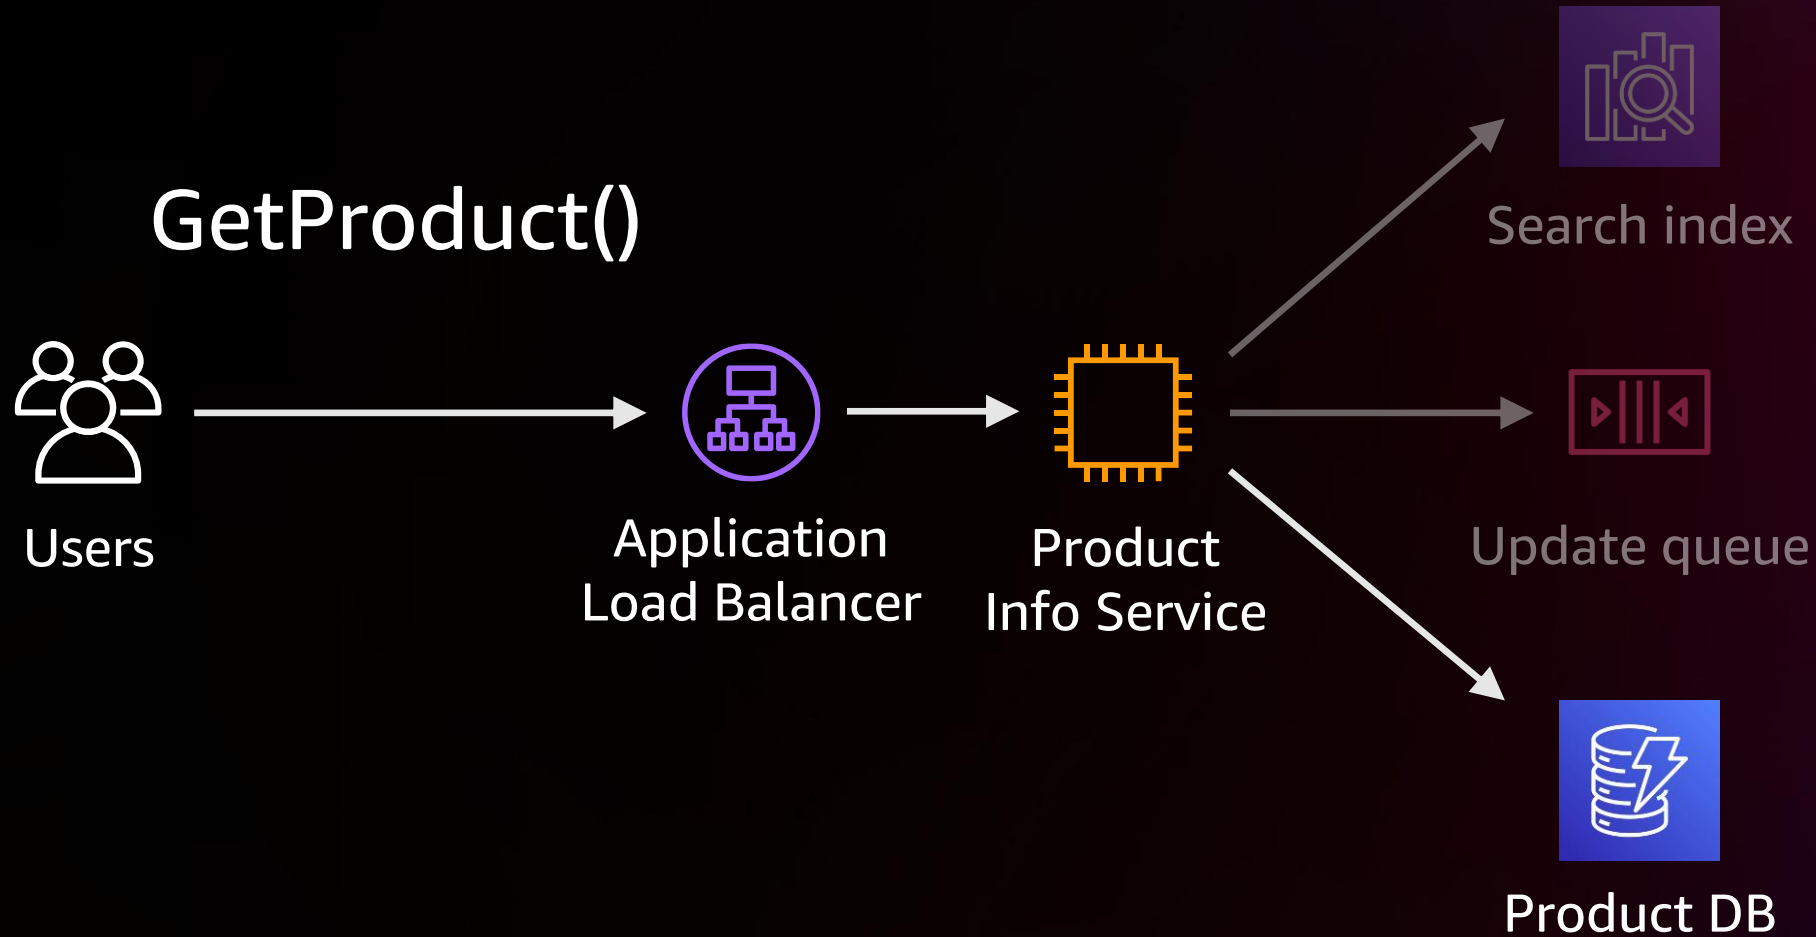 GetProduct()
Users
Application
Load Balancer
Product
Info Service
Search index
Update queue
Product DB